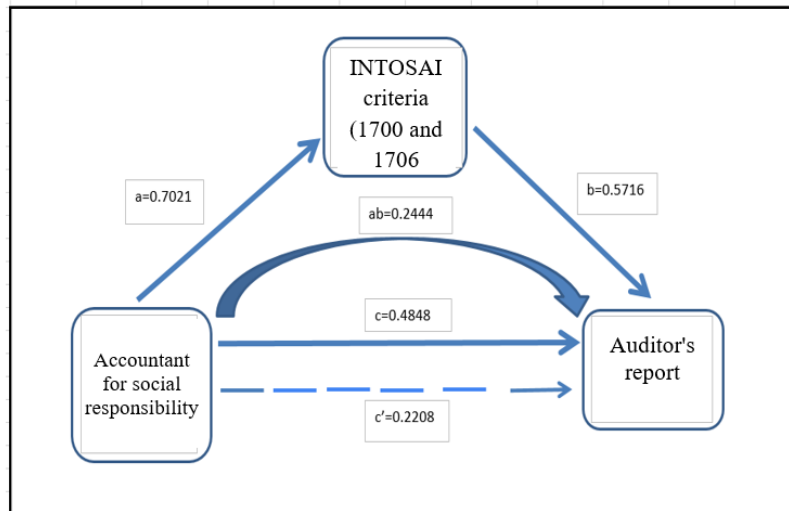 INTOSAI
criteria
(1700 and
1706
a=0.7021
b=0.5716
ab=0.2444
c=0.4848
Accountant
for social
responsibility
Auditor's
report
c′=0.2208